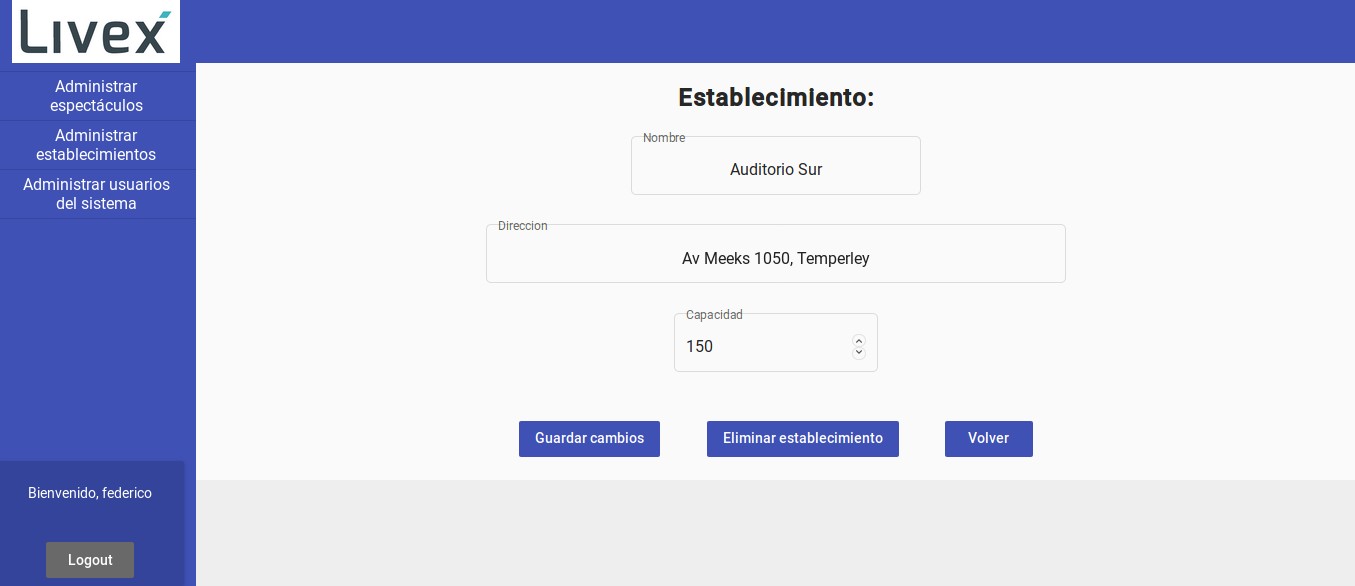 Livex
Administrar
espectáculos
Administrar
establecimientos
Administrar usuarios
del sistema
Bienvenido, federico
Logout
Establecimiento:
Nombre
Auditorio Sur
Direccion
Av Meeks 1050, Temperley
Capacidad
150
Guardar cambios
Eliminar establecimiento
Volver